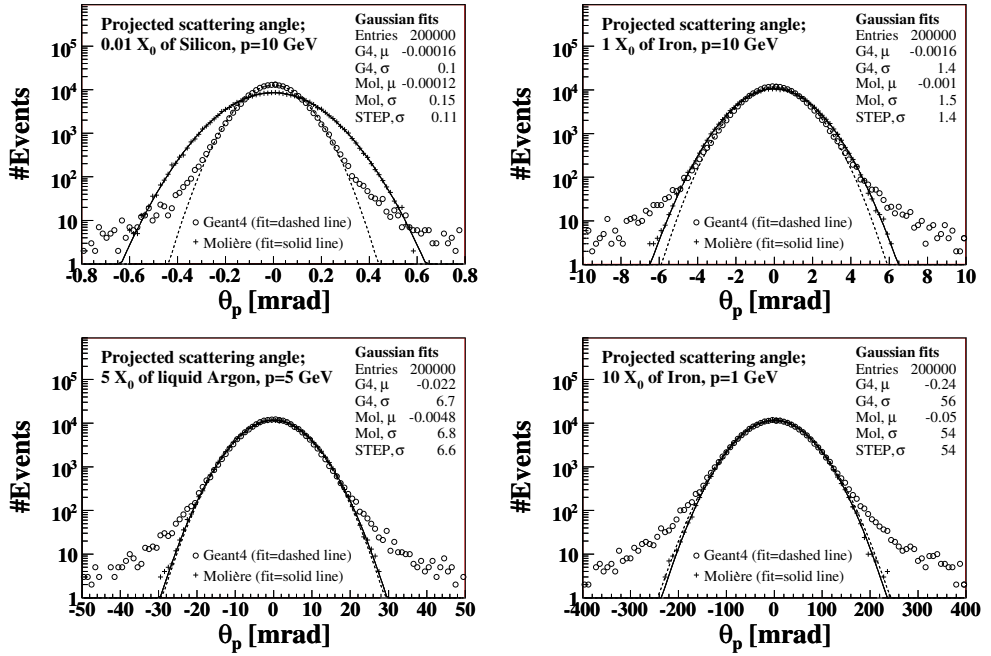 Projected scattering angle;
0.01 X0 of Silicon, p=10 GeV
Gaussian fits
Entries 200000
G4, μ -0.00016
G4, σ 0.1
Mol, μ -0.00012
Mol, σ 0.15
STEP, σ 0.11
#Events
10^5
10^4
10^3
10^2
10
1
○ Geant4 (fit=dashed line)
+ Molière (fit=solid line)
-0.8 -0.6 -0.4 -0.2 -0 0.2 0.4 0.6 0.8
θp [mrad]
Projected scattering angle;
1 X0 of Iron, p=10 GeV
Gaussian fits
Entries 200000
G4, μ -0.0016
G4, σ 1.4
Mol, μ -0.001
Mol, σ 1.5
STEP, σ 1.4
#Events
10^5
10^4
10^3
10^2
10
1
○ Geant4 (fit=dashed line)
+ Molière (fit=solid line)
-10 -8 -6 -4 -2 0 2 4 6 8 10
θp [mrad]
Projected scattering angle;
5 X0 of liquid Argon, p=5 GeV
Gaussian fits
Entries 200000
G4, μ -0.022
G4, σ 6.7
Mol, μ -0.0048
Mol, σ 6.8
STEP, σ 6.6
#Events
10^5
10^4
10^3
10^2
10
1
○ Geant4 (fit=dashed line)
+ Molière (fit=solid line)
-50 -40 -30 -20 -10 -0 10 20 30 40 50
θp [mrad]
Projected scattering angle;
10 X0 of Iron, p=1 GeV
Gaussian fits
Entries 200000
G4, μ -0.24
G4, σ 56
Mol, μ -0.05
Mol, σ 54
STEP, σ 54
#Events
10^5
10^4
10^3
10^2
10
1
○ Geant4 (fit=dashed line)
+ Molière (fit=solid line)
-400 -300 -200 -100 0 100 200 300 400
θp [mrad]